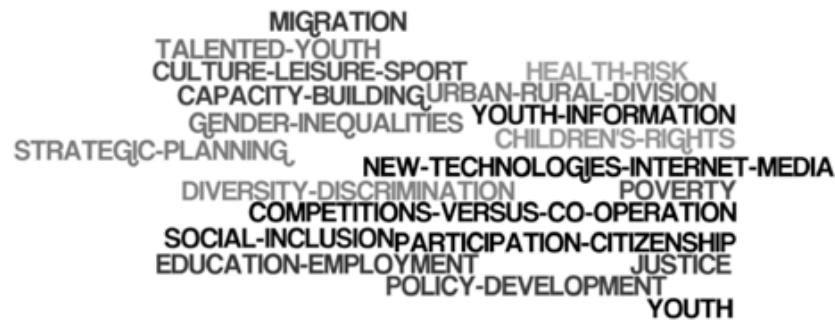 MIGRATION
TALENTED-YOUTH
CULTURE-LEISURE-SPORT HEALTH-RISK
CAPACITY-BUILDING URBAN-RURAL-DIVISION
GENDER-INEQUALITIES YOUTH-INFORMATION
CHILDREN'S-RIGHTS
STRATEGIC-PLANNING
NEW-TECHNOLOGIES-INTERNET-MEDIA
DIVERSITY-DISCRIMINATION POVERTY
COMPETITIONS-VERSUS-CO-OPERATION
SOCIAL-INCLUSION PARTICIPATION-CITIZENSHIP
EDUCATION-EMPLOYMENT JUSTICE
POLICY-DEVELOPMENT
YOUTH